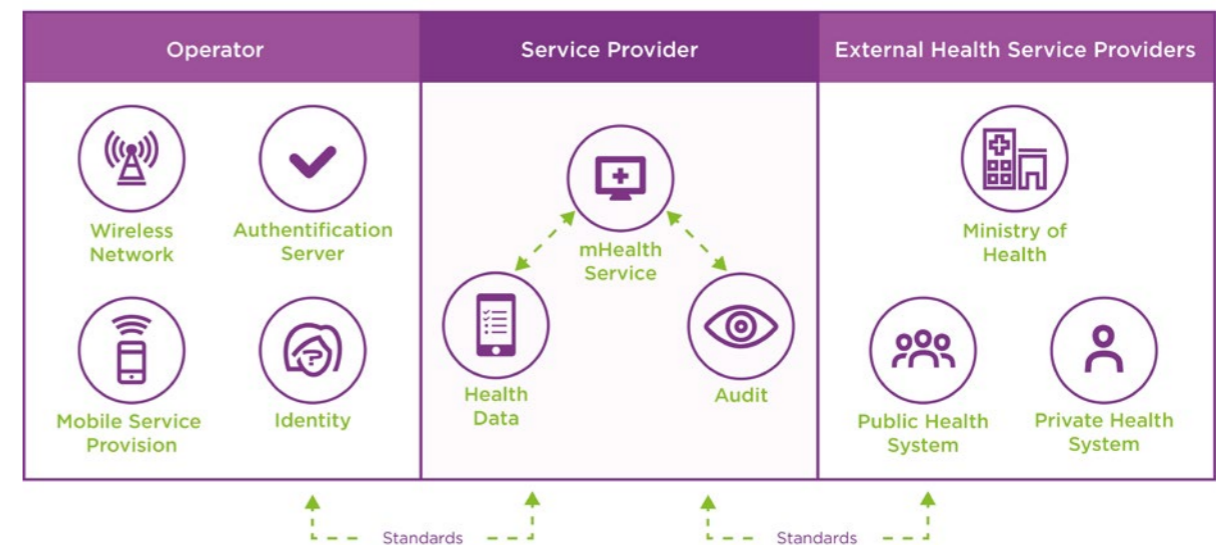 Operator
Service Provider
External Health Service Providers
Wireless
Network
Authentification
Server
Mobile Service
Provision
Identity
?
mHealth
Service
Health
Data
Audit
Ministry of
Health
Public Health
System
Private Health
System
Standards
Standards